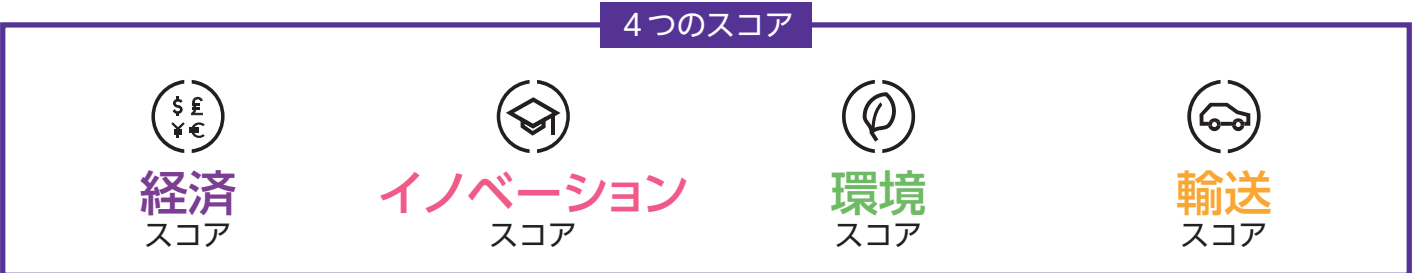 ４つのスコア
$ £
¥ €
経済
スコア
イノベーション
スコア
環境
スコア
輸送
スコア